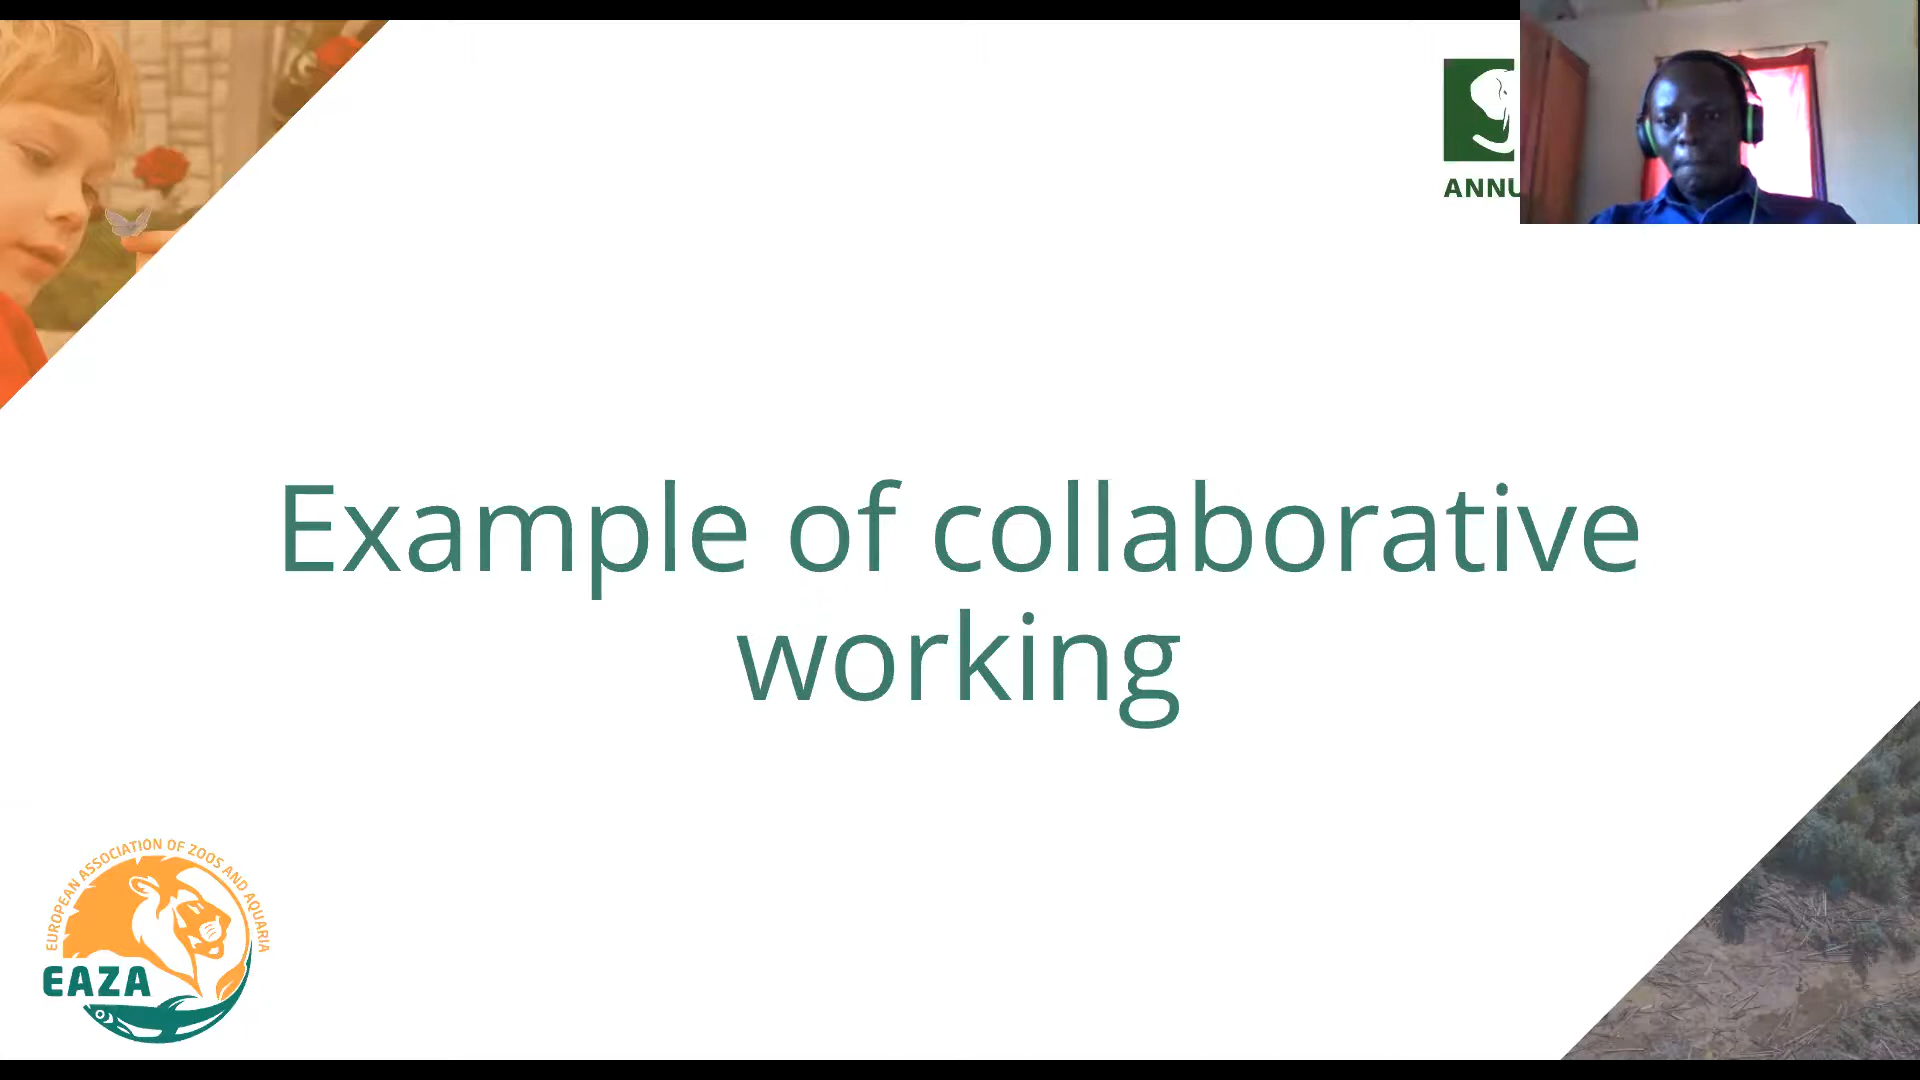 ANNU
Example of collaborative
working
EUROPEAN ASSOCIATION OF ZOOS AND AQUARIA
EAZA